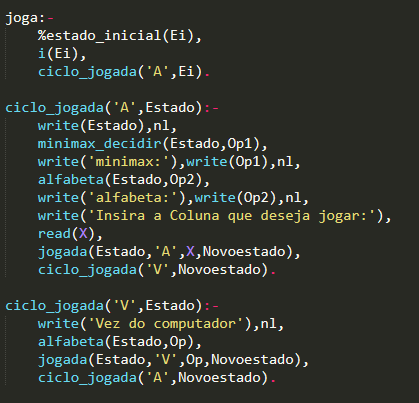 joga:-
%estado_inicial(Ei),
i(Ei),
ciclo_jogada('A',Ei).
ciclo_jogada('A',Estado):-
write(Estado),nl,
minimax_decidir(Estado,Op1),
write('minimax:'),write(Op1),nl,
alfabeta(Estado,Op2),
write('alfabeta:'),write(Op2),nl,
write('Insira a Coluna que deseja jogar:'),
read(X),
jogada(Estado,'A',X,Novoestado),
ciclo_jogada('V',Novoestado).
ciclo_jogada('V',Estado):-
write('Vez do computador'),nl,
alfabeta(Estado,Op),
jogada(Estado,'V',Op,Novoestado),
ciclo_jogada('A',Novoestado).